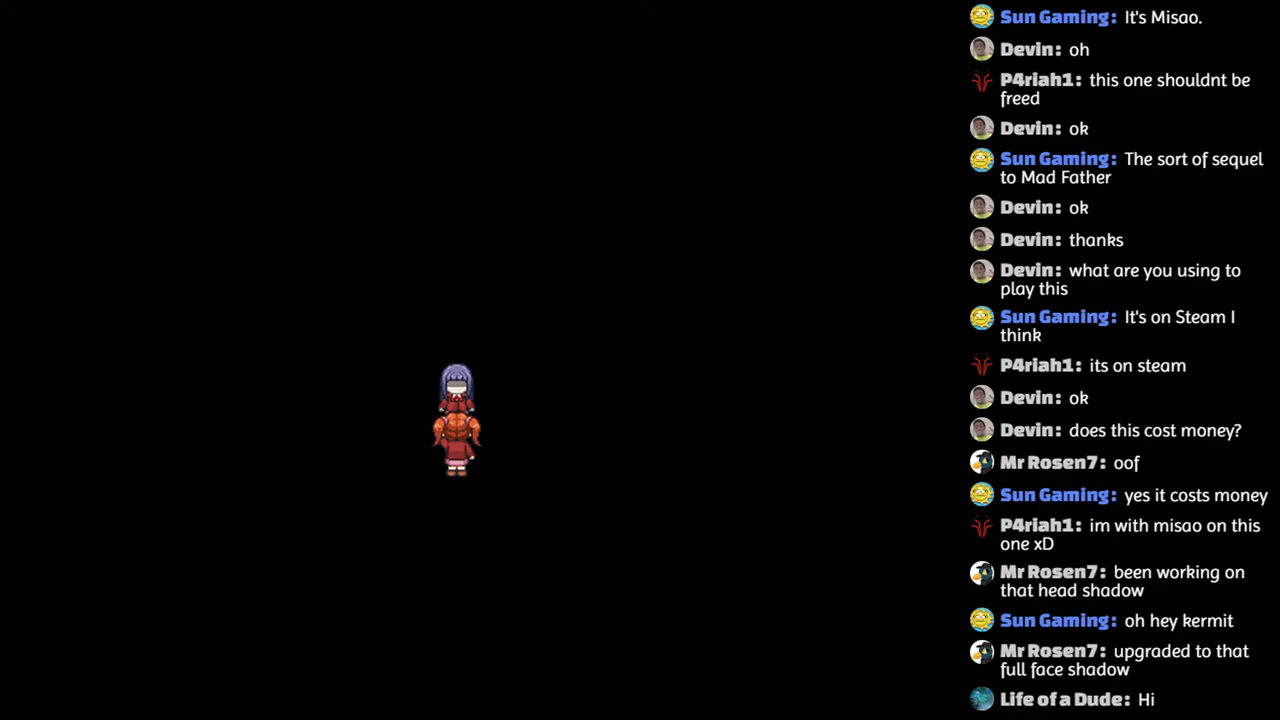 Sun Gaming: It's Misao.
Devin: oh
P4riah1: this one shouldnt be
freed
Devin: ok
Sun Gaming: The sort of sequel
to Mad Father
Devin: ok
Devin: thanks
Devin: what are you using to
play this
Sun Gaming: It's on Steam I
think
P4riah1: its on steam
Devin: ok
Devin: does this cost money?
Mr Rosen7: oof
Sun Gaming: yes it costs money
P4riah1: im with misao on this
one xD
Mr Rosen7: been working on
that head shadow
Sun Gaming: oh hey kermit
Mr Rosen7: upgraded to that
full face shadow
Life of a Dude: Hi